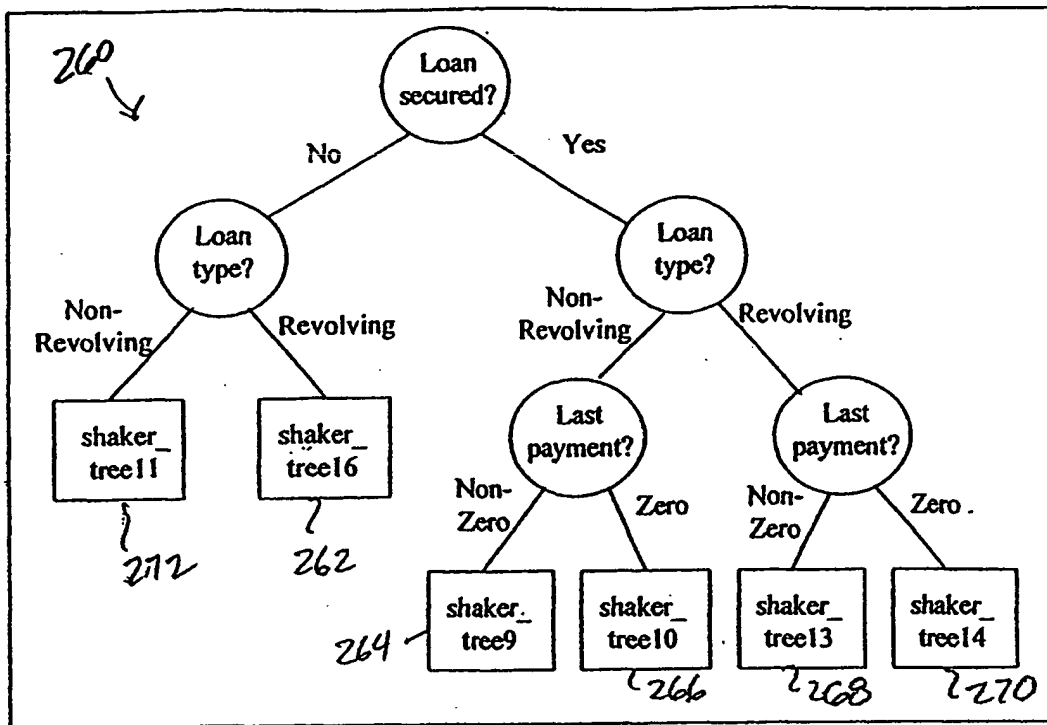 260
Loan
secured?
No
Yes
Loan
type?
Loan
type?
Non-
Revolving
Revolving
Non-
Revolving
Revolving
shaker_
tree11
shaker_
tree16
Last
payment?
Last
payment?
272
262
Non-
Zero
Zero
Non-
Zero
Zero
shaker_
tree9
shaker_
tree10
shaker_
tree13
shaker_
tree14
264
266
268
270